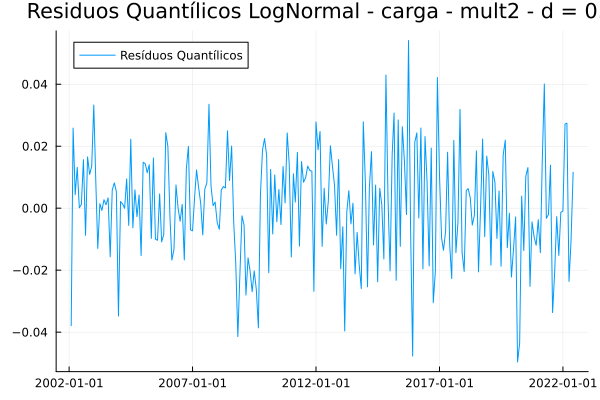 Residuos Quantílicos LogNormal - carga - mult2 - d = 0
Resíduos Quantílicos
0.04
0.02
0.00
−0.02
−0.04
2002-01-01 2007-01-01 2012-01-01 2017-01-01 2022-01-01